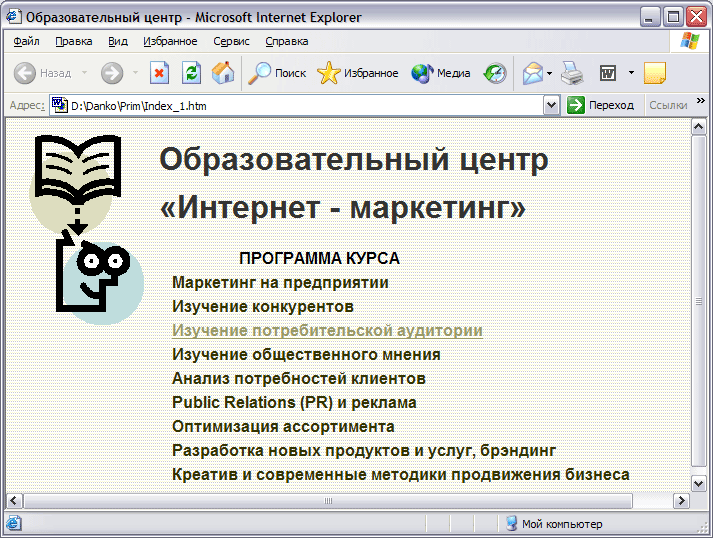 Образовательный центр - Microsoft Internet Explorer
Файл Правка Вид Избранное Сервис Справка
Назад Поиск Избранное Медиа
Адрес: D:\Danko\Prim\Index_1.htm Переход Ссылки »
Образовательный центр
«Интернет - маркетинг»
ПРОГРАММА КУРСА
Маркетинг на предприятии
Изучение конкурентов
Изучение потребительской аудитории
Изучение общественного мнения
Анализ потребностей клиентов
Public Relations (PR) и реклама
Оптимизация ассортимента
Разработка новых продуктов и услуг, брэндинг
Креатив и современные методики продвижения бизнеса
Мой компьютер